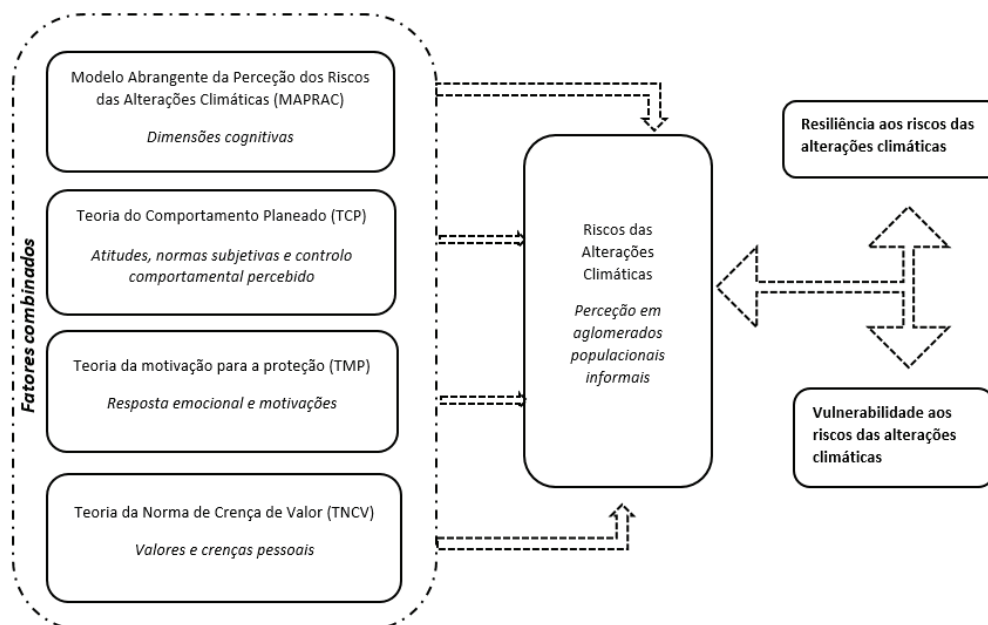 Fatores combinados
Modelo Abrangente da Perceção dos Riscos
das Alterações Climáticas (MAPRAC)
Dimensões cognitivas
Teoria do Comportamento Planeado (TCP)
Atitudes, normas subjetivas e controlo
comportamental percebido
Teoria da motivação para a proteção (TMP)
Resposta emocional e motivações
Teoria da Norma de Crença de Valor (TNCV)
Valores e crenças pessoais
Riscos das
Alterações
Climáticas
Perceção em
aglomerados
populacionais
informais
Resiliência aos riscos das
alterações climáticas
Vulnerabilidade aos
riscos das alterações
climáticas